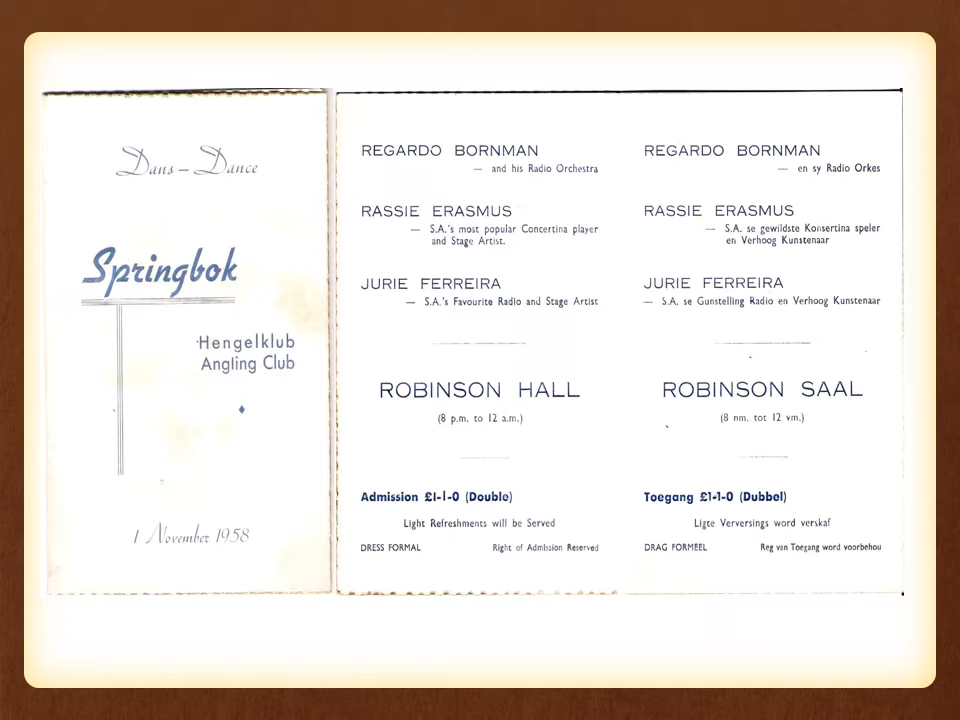 Dans – Dance
Springbok
Hengelklub
Angling Club
1 November 1958
REGARDO BORNMAN
— and his Radio Orchestra
RASSIE ERASMUS
— S.A.'s most popular Concertina player
and Stage Artist.
JURIE FERREIRA
— S.A.'s Favourite Radio and Stage Artist
ROBINSON HALL
(8 p.m. to 12 a.m.)
Admission £1-1-0 (Double)
Light Refreshments will be Served
DRESS FORMAL Right of Admission Reserved
REGARDO BORNMAN
— en sy Radio Orkes
RASSIE ERASMUS
— S.A. se gewildste Konsertina speler
en Verhoog Kunstenaar
JURIE FERREIRA
— S.A. se Gunstelling Radio en Verhoog Kunstenaar
ROBINSON SAAL
(8 nm. tot 12 vm.)
Toegang £1-1-0 (Dubbel)
Ligte Verversings word verskaf
DRAG FORMEEL Reg van Toegang word voorbehou